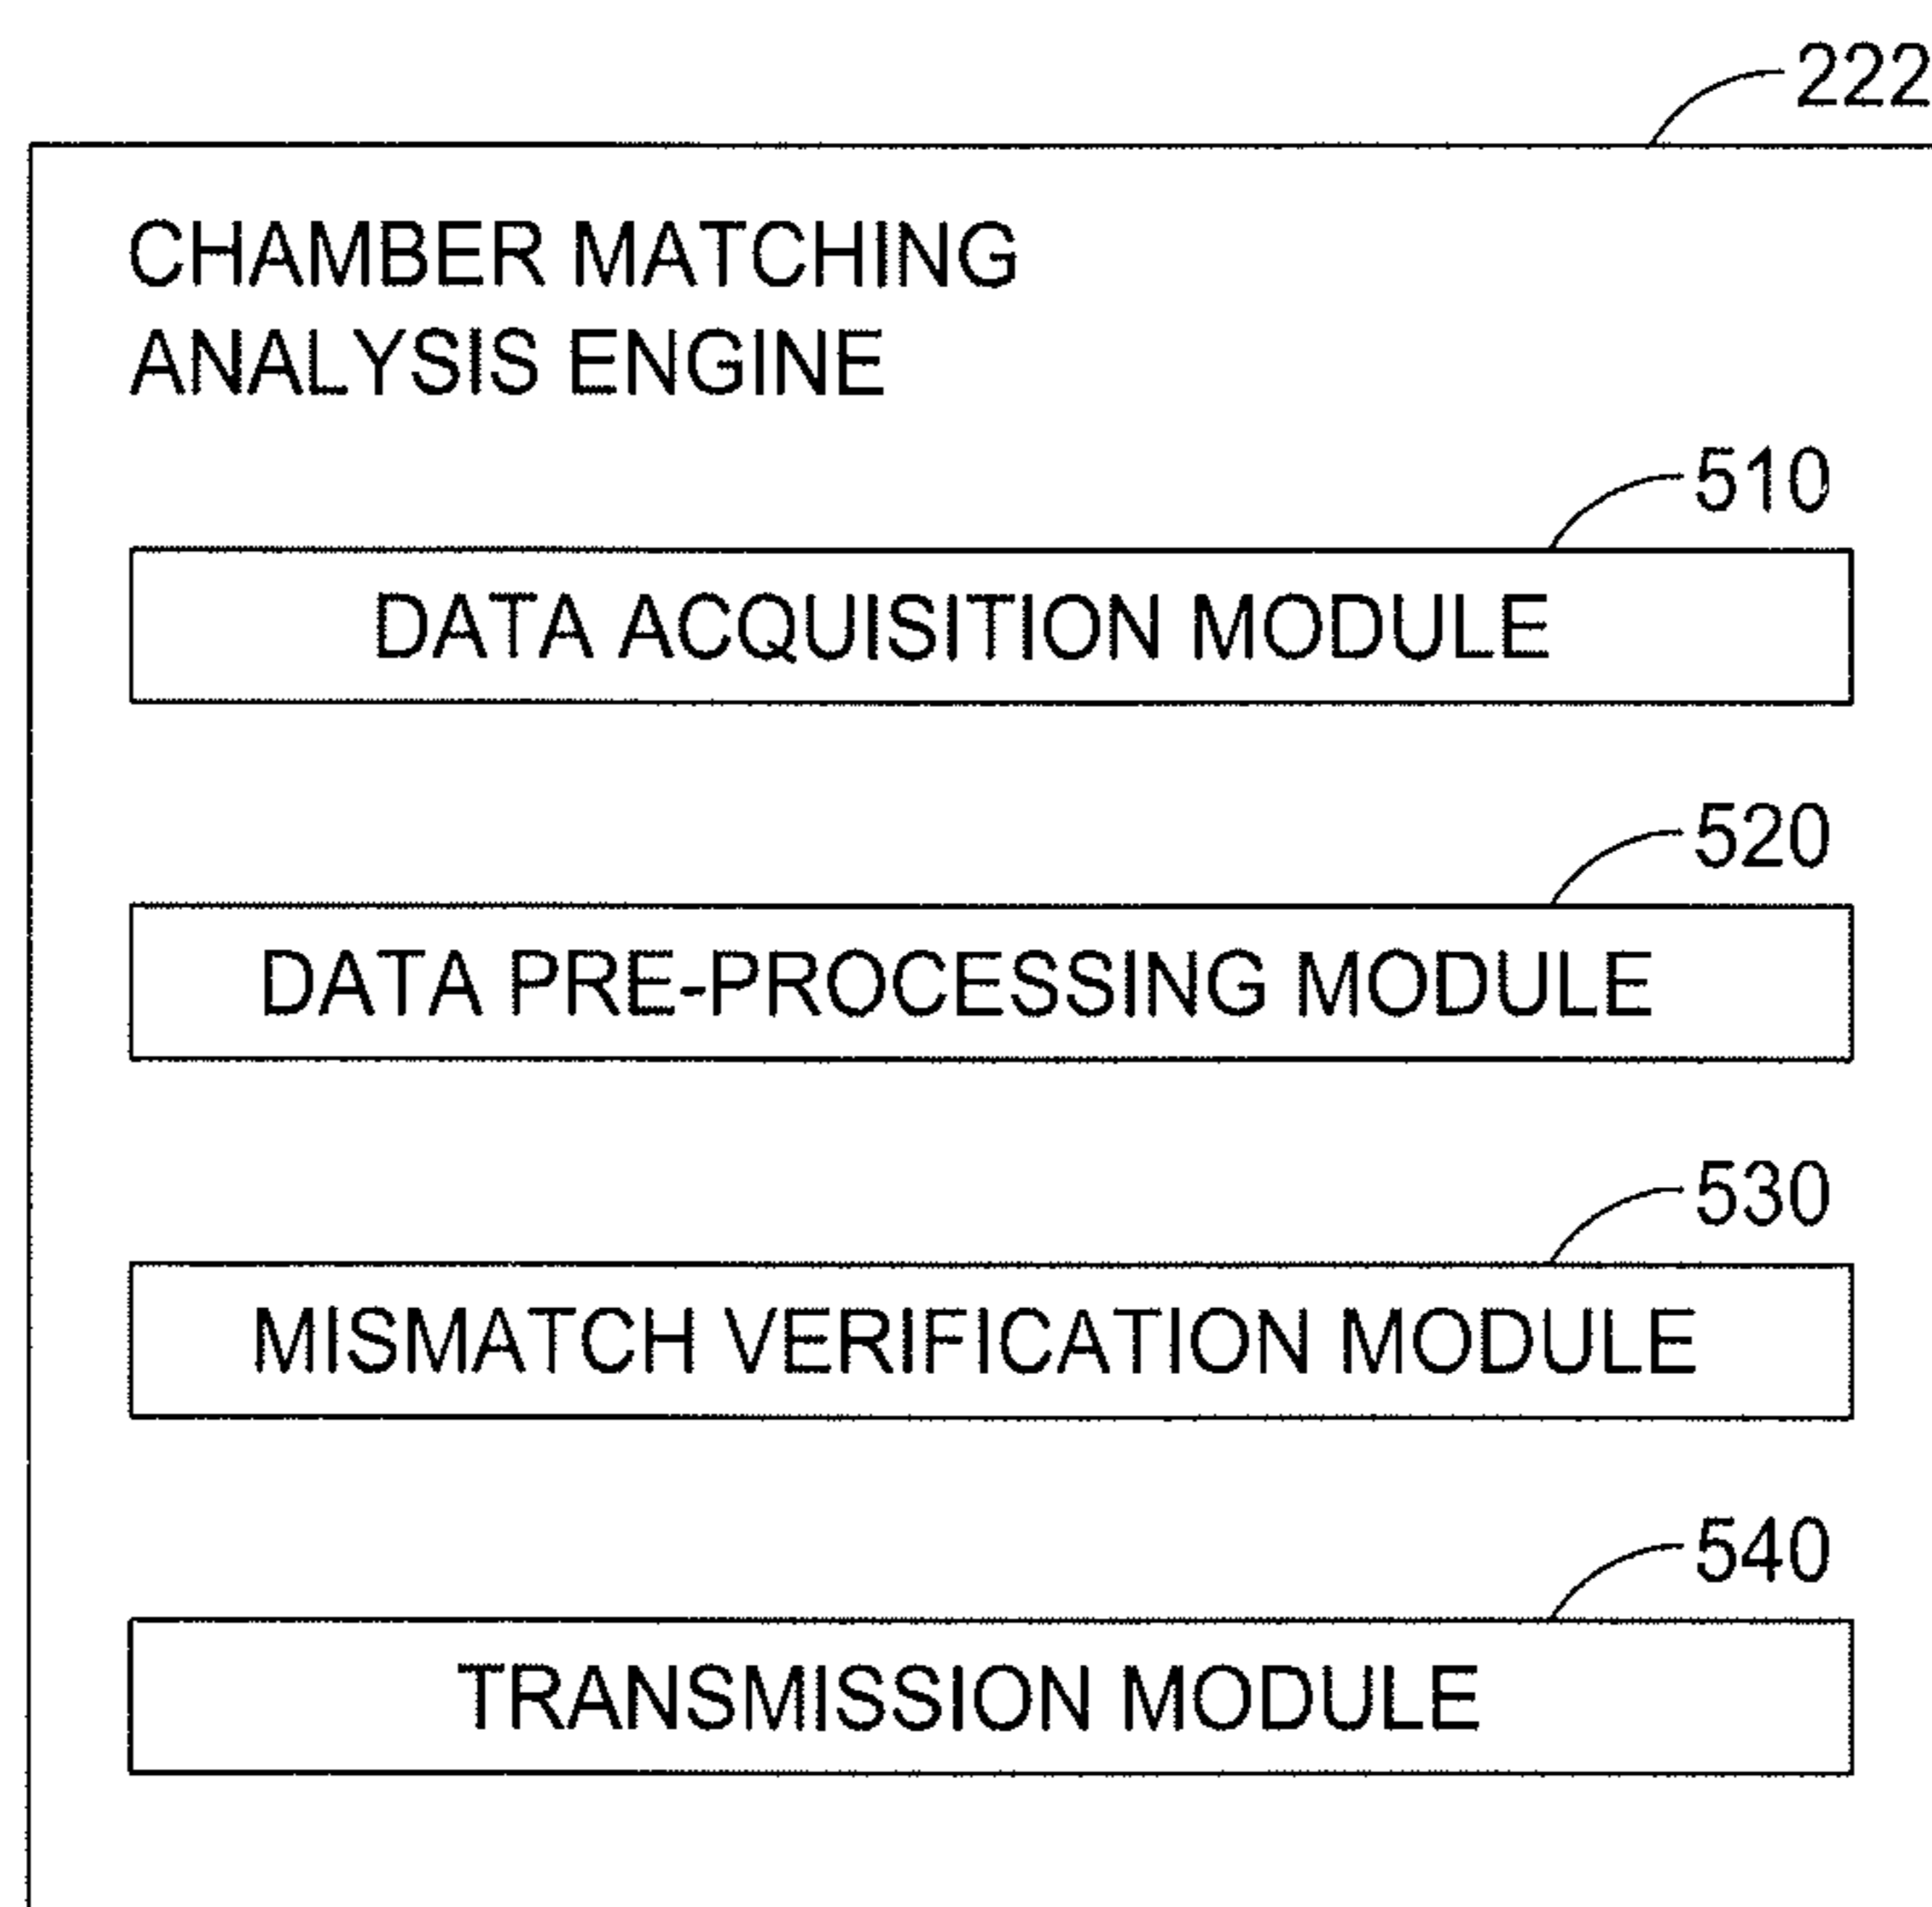 222
CHAMBER MATCHING
ANALYSIS ENGINE
510
DATA ACQUISITION MODULE
520
DATA PRE-PROCESSING MODULE
530
MISMATCH VERIFICATION MODULE
540
TRANSMISSION MODULE